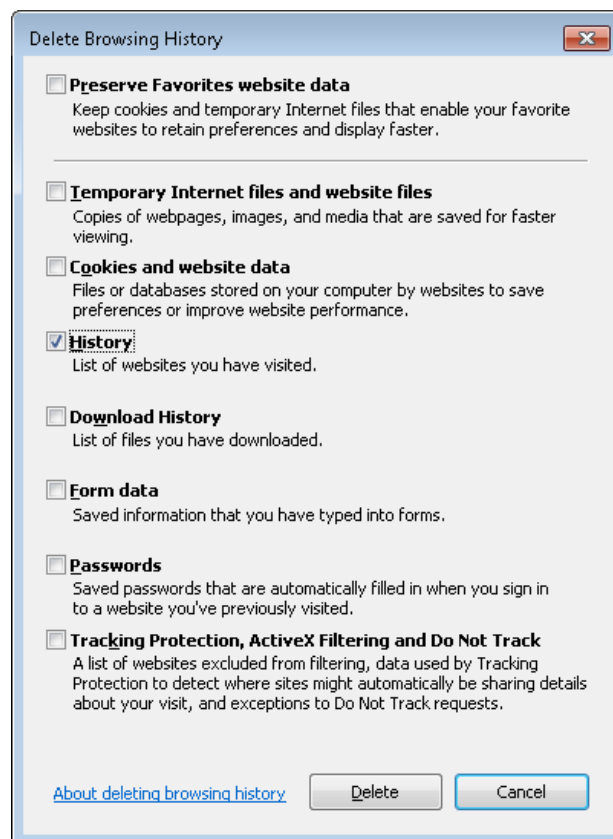 Delete Browsing History
Preserve Favorites website data
Keep cookies and temporary Internet files that enable your favorite
websites to retain preferences and display faster.
Temporary Internet files and website files
Copies of webpages, images, and media that are saved for faster
viewing.
Cookies and website data
Files or databases stored on your computer by websites to save
preferences or improve website performance.
History
List of websites you have visited.
Download History
List of files you have downloaded.
Form data
Saved information that you have typed into forms.
Passwords
Saved passwords that are automatically filled in when you sign in
to a website you've previously visited.
Tracking Protection, ActiveX Filtering and Do Not Track
A list of websites excluded from filtering, data used by Tracking
Protection to detect where sites might automatically be sharing details
about your visit, and exceptions to Do Not Track requests.
About deleting browsing history Delete Cancel